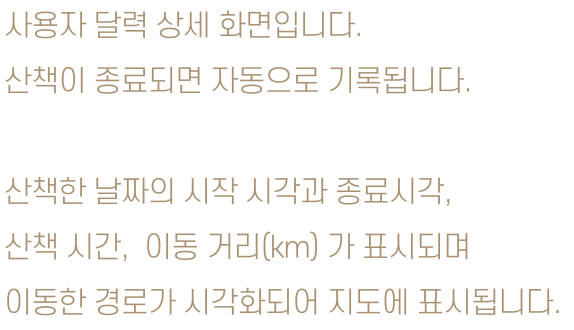 사용자 달력 상세 화면입니다.
산책이 종료되면 자동으로 기록됩니다.
산책한 날짜의 시작 시각과 종료시각,
산책 시간, 이동 거리(km) 가 표시되며
이동한 경로가 시각화되어 지도에 표시됩니다.